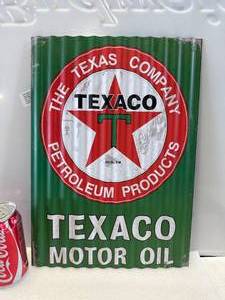 THE TEXAS COMPANY
TEXACO
T
PETROLEUM PRODUCTS
TEXACO
MOTOR OIL
Coca-Cola